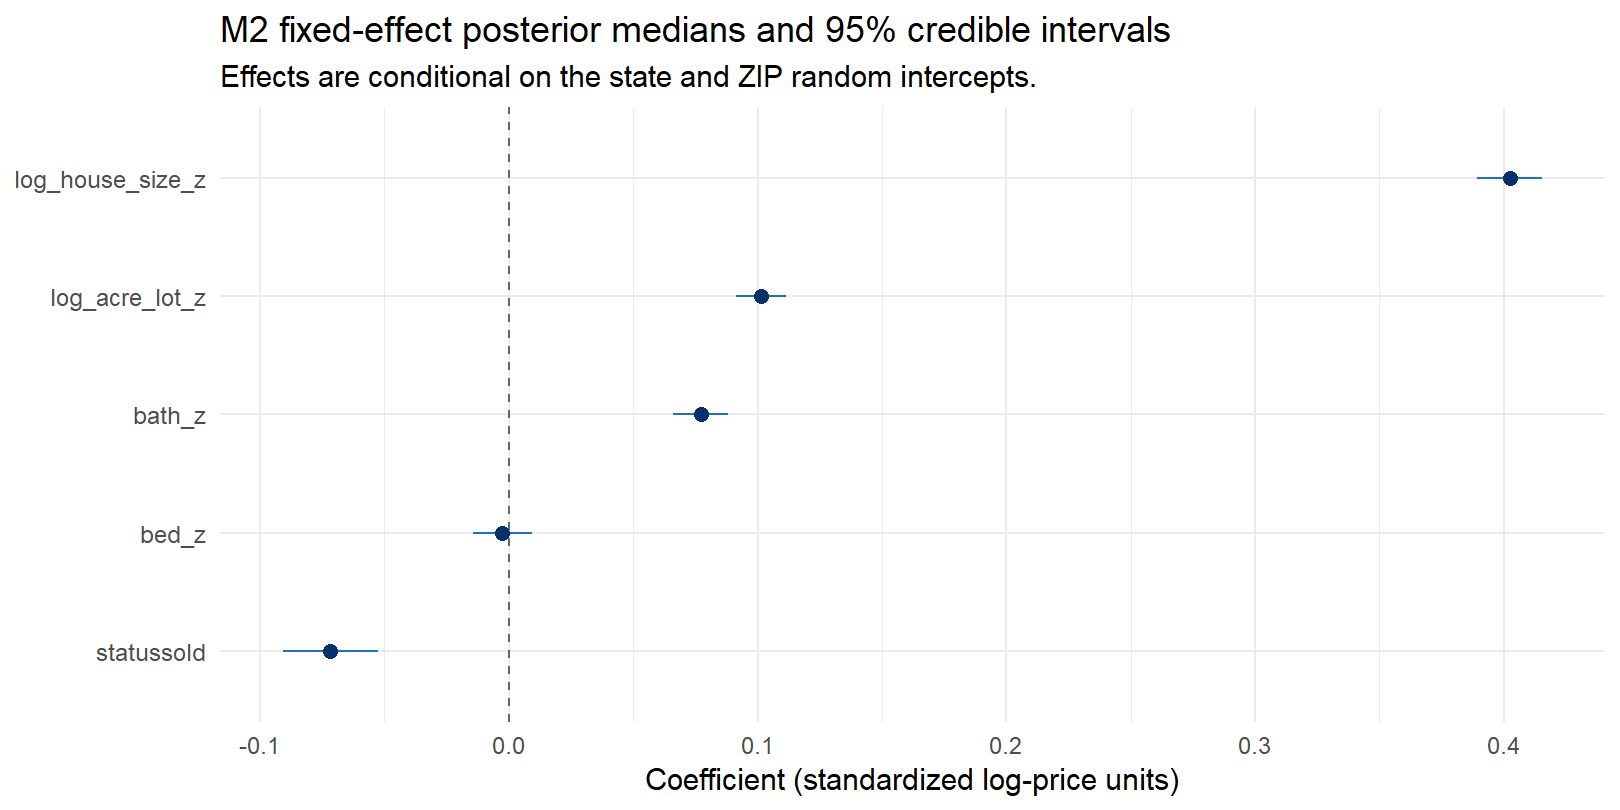 M2 fixed-effect posterior medians and 95% credible intervals
Effects are conditional on the state and ZIP random intercepts.
log_house_size_z
log_acre_lot_z
bath_z
bed_z
statussold
-0.1 0.0 0.1 0.2 0.3 0.4
Coefficient (standardized log-price units)